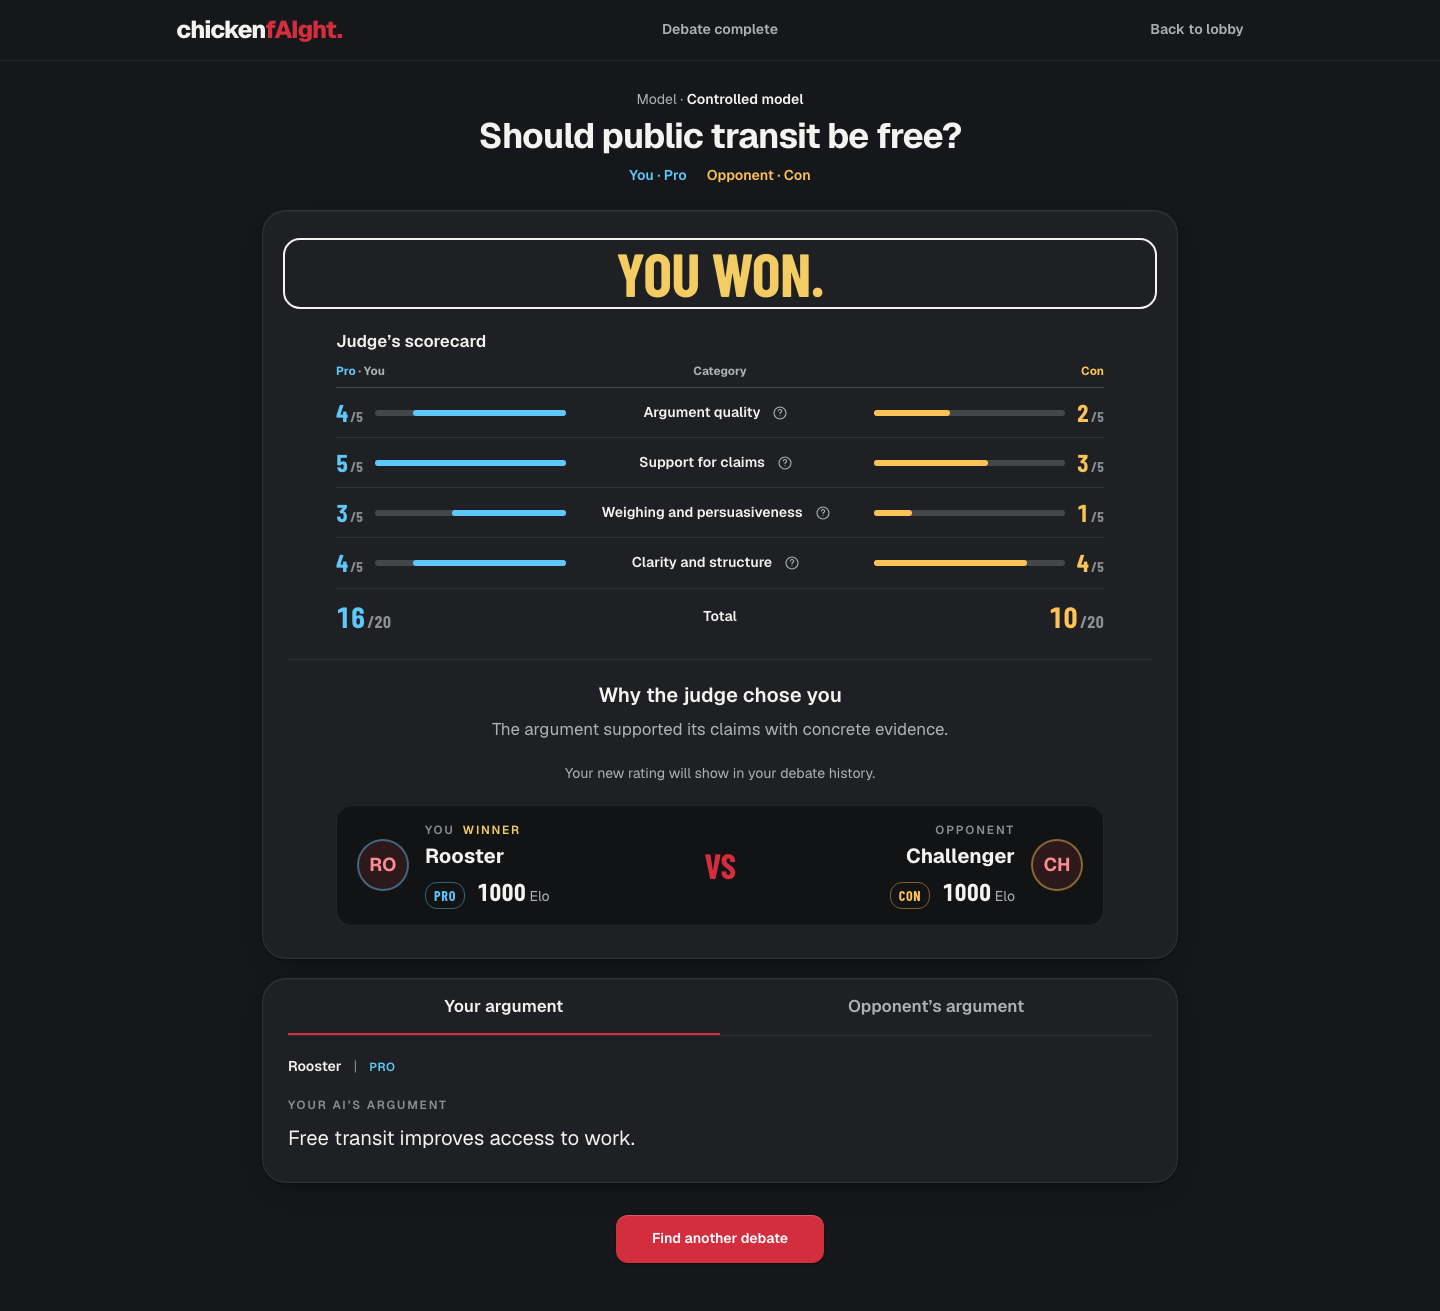 chickenfAIght.
Debate complete
Back to lobby
Model · Controlled model
Should public transit be free?
You · Pro Opponent · Con
YOU WON.
Judge’s scorecard
Pro · You Category Con
4/5 Argument quality ? 2/5
5/5 Support for claims ? 3/5
3/5 Weighing and persuasiveness ? 1/5
4/5 Clarity and structure ? 4/5
16/20 Total 10/20
Why the judge chose you
The argument supported its claims with concrete evidence.
Your new rating will show in your debate history.
RO
YOU WINNER
Rooster
PRO 1000 Elo
VS
OPPONENT
Challenger
CON 1000 Elo
CH
Your argument
Opponent’s argument
Rooster | PRO
YOUR AI’S ARGUMENT
Free transit improves access to work.
Find another debate